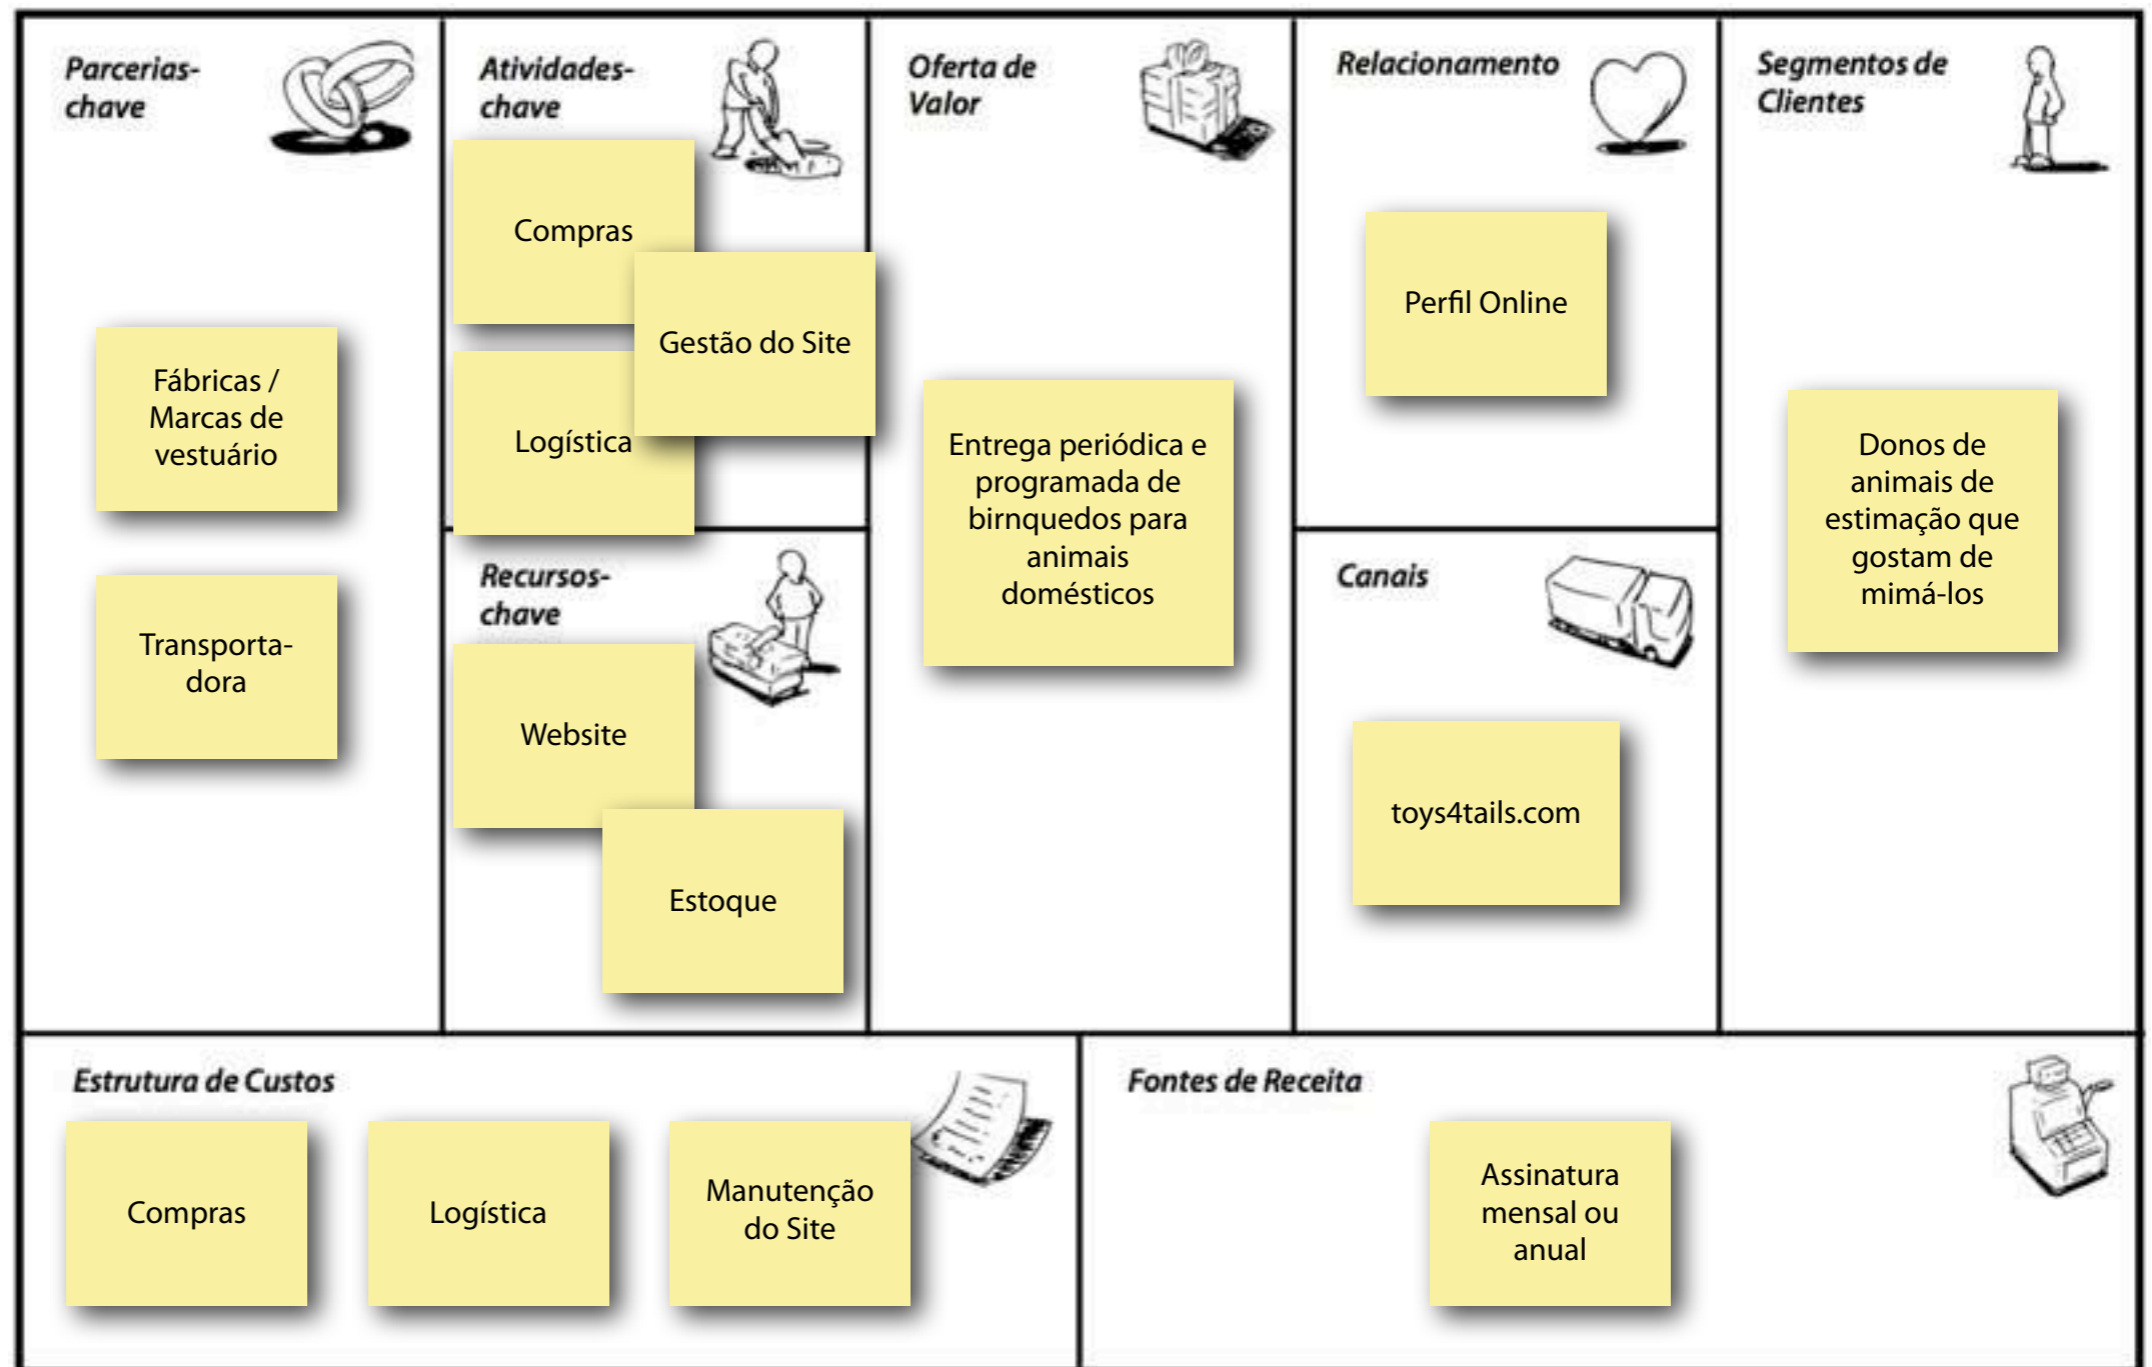 Parcerias-
chave
Fábricas /
Marcas de
vestuário
Transporta-
dora
Atividades-
chave
Compras
Gestão do Site
Logística
Recursos-
chave
Website
Estoque
Oferta de
Valor
Entrega periódica e
programada de
birnquedos para
animais
domésticos
Relacionamento
Perfil Online
Canais
toys4tails.com
Segmentos de
Clientes
Donos de
animais de
estimação que
gostam de
mimá-los
Estrutura de Custos
Compras
Logística
Manutenção
do Site
Fontes de Receita
Assinatura
mensal ou
anual